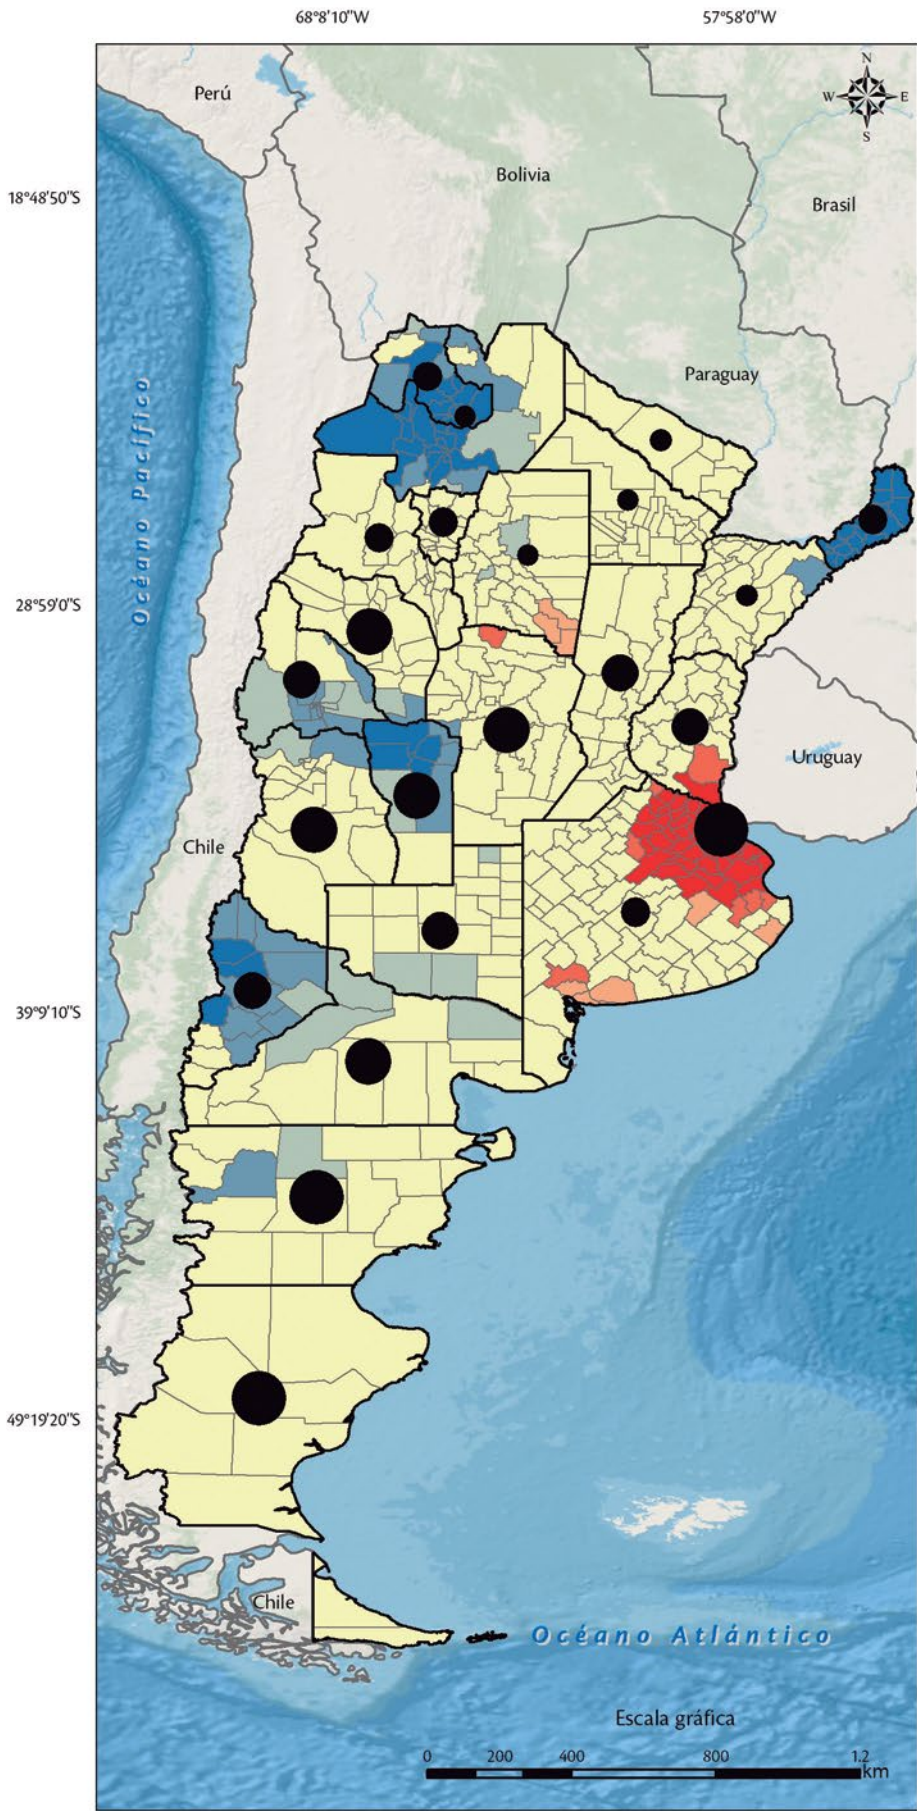 68°8'10"W
57°58'0"W
Perú
N
W
E
S
Bolivia
18°48'50"S
Brasil
Paraguay
Océano Pacífico
28°59'0"S
Uruguay
Chile
39°9'10"S
49°19'20"S
Chile
Océano Atlántico
Escala gráfica
0 200 400 800 1.2
km